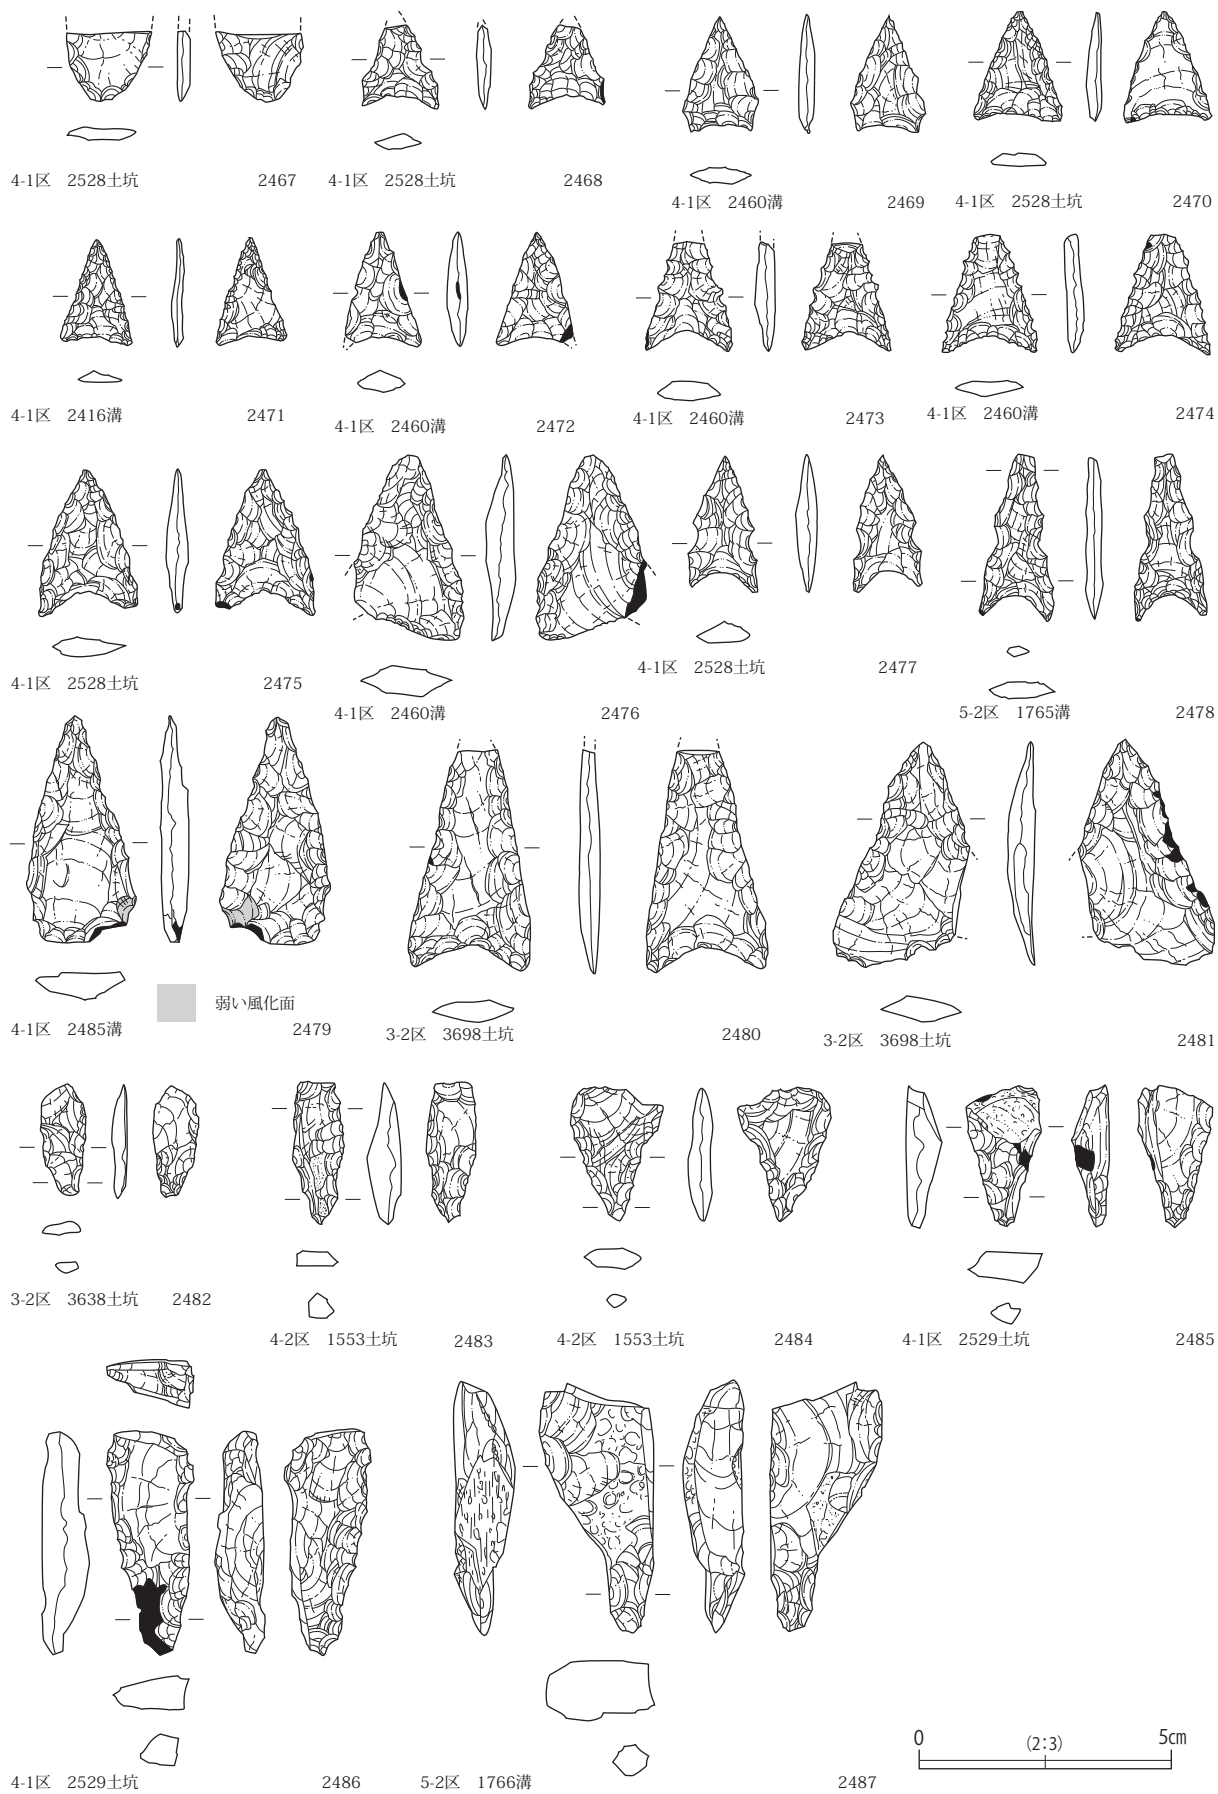 4-1区　2528土坑　2467
4-1区　2528土坑　2468
4-1区　2460溝　2469
4-1区　2528土坑　2470
4-1区　2416溝　2471
4-1区　2460溝　2472
4-1区　2460溝　2473
4-1区　2460溝　2474
4-1区　2528土坑　2475
4-1区　2460溝　2476
4-1区　2528土坑　2477
5-2区　1765溝　2478
4-1区　2485溝　2479
弱い風化面
3-2区　3698土坑　2480
3-2区　3698土坑　2481
3-2区　3638土坑　2482
4-2区　1553土坑　2483
4-2区　1553土坑　2484
4-1区　2529土坑　2485
4-1区　2529土坑　2486
5-2区　1766溝　2487
0　(2:3)　5cm